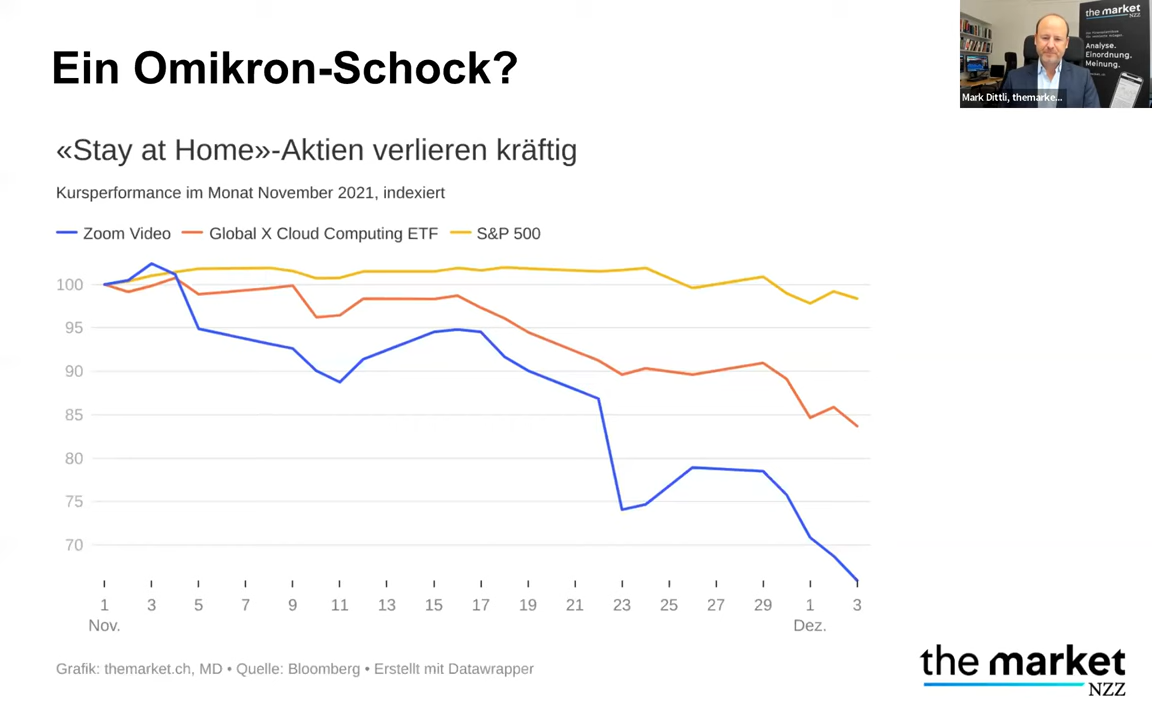 Ein Omikron-Schock?
«Stay at Home»-Aktien verlieren kräftig
Kursperformance im Monat November 2021, indexiert
Zoom Video Global X Cloud Computing ETF S&P 500
100
95
90
85
80
75
70
1 3 5 7 9 11 13 15 17 19 21 23 25 27 29 1 3
Nov. Dez.
Grafik: themarket.ch, MD • Quelle: Bloomberg • Erstellt mit Datawrapper
the market
NZZ
Analyse.
Einordnung,
Meinung.
Mark Dittli, themarke...
the market
NZZ